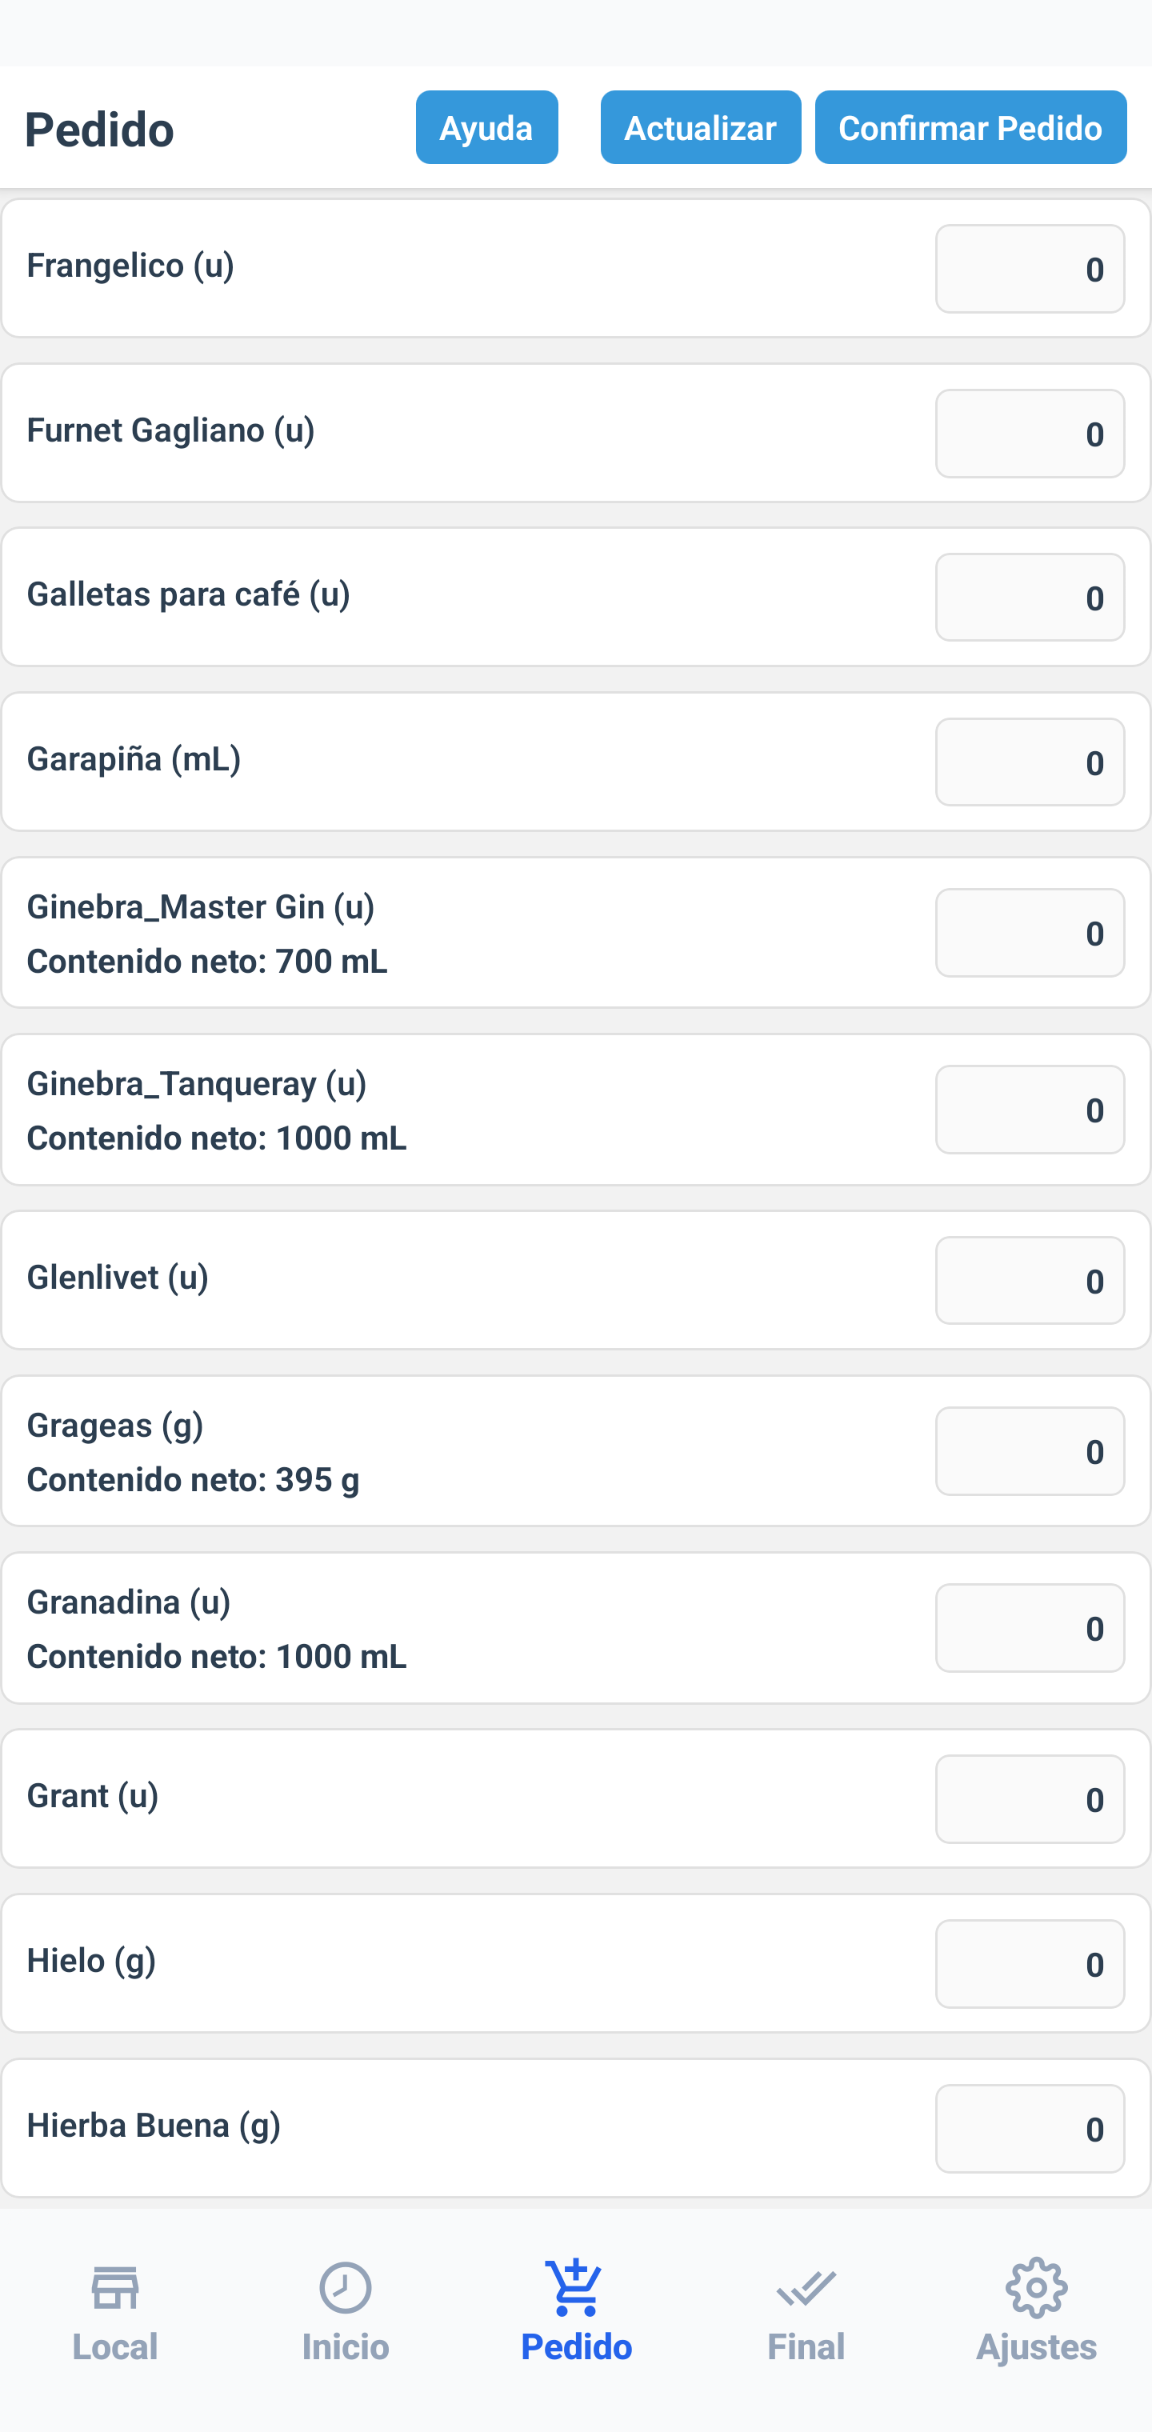 Pedido
Ayuda
Actualizar
Confirmar Pedido
Frangelico (u)
0
Furnet Gagliano (u)
0
Galletas para café (u)
0
Garapiña (mL)
0
Ginebra_Master Gin (u)
Contenido neto: 700 mL
0
Ginebra_Tanqueray (u)
Contenido neto: 1000 mL
0
Glenlivet (u)
0
Grageas (g)
Contenido neto: 395 g
0
Granadina (u)
Contenido neto: 1000 mL
0
Grant (u)
0
Hielo (g)
0
Hierba Buena (g)
0
Local
Inicio
Pedido
Final
Ajustes